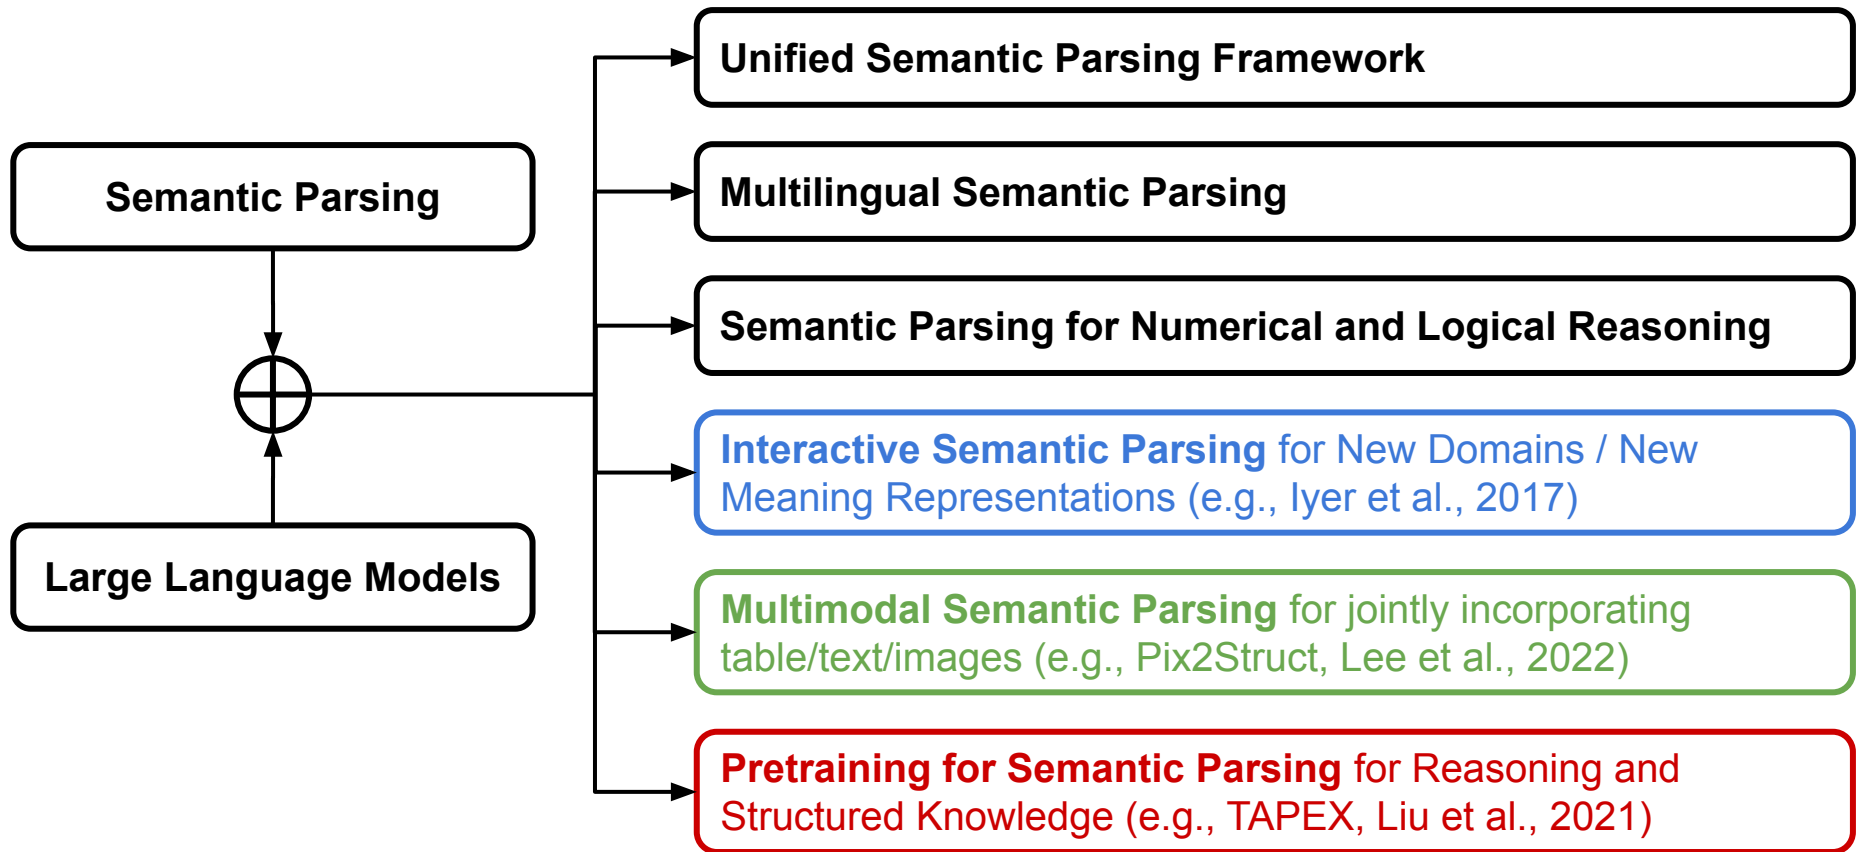 Unified Semantic Parsing Framework
Semantic Parsing
Multilingual Semantic Parsing
Semantic Parsing for Numerical and Logical Reasoning
Interactive Semantic Parsing for New Domains / New
Meaning Representations (e.g., Iyer et al., 2017)
Large Language Models
Multimodal Semantic Parsing for jointly incorporating
table/text/images (e.g., Pix2Struct, Lee et al., 2022)
Pretraining for Semantic Parsing for Reasoning and
Structured Knowledge (e.g., TAPEX, Liu et al., 2021)